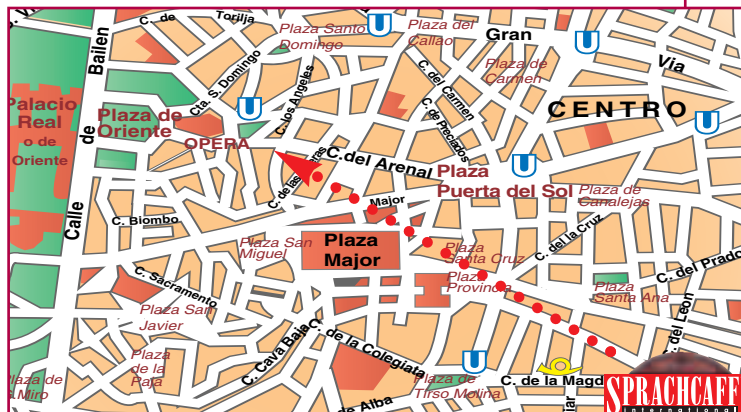 C. de Torilja
Plaza Santo
Domingo
Plaza del
Callao
Gran
Via
Bailen
de
Calle
Cta. S. Domingo
C. los Angeles
C. del Carmen
C. de Preciados
Plaza de
Carmen
CENTRO
Palacio
Real
o de
Oriente
Plaza de
Oriente
OPERA
C. de las
C.del Arenal
Plaza
Puerta del Sol
Plaza de
Canalejas
Major
C. Biombo
Plaza San
Miguel
Plaza
Major
Plaza
Santa Cruz
Plaza
Provincia
C. de la Cruz
C. del Prado
C. Sacramento
Plaza San
Javier
Plaza
Santa Ana
C. del Leon
Plaza
de la
Paja
C. Cava Baja
C. de la Colegiata
Plaza de
Tirso Molina
C. de la Magd
de Alba
U
U
U
U
U
U
SPRACHCAFF
international